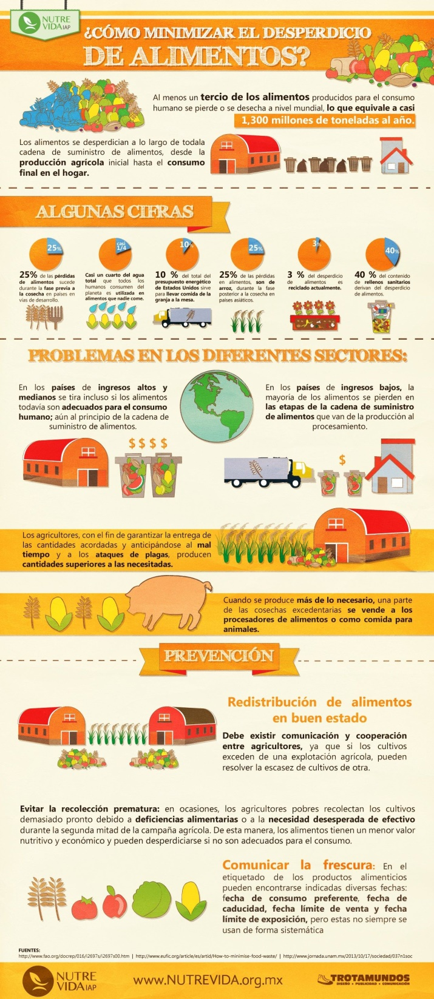 NUTRE
VIDA IAP
¿CÓMO MINIMIZAR EL DESPERDICIO
DE ALIMENTOS?
Al menos un tercio de los alimentos producidos para el consumo
humano se pierde o se desecha a nivel mundial, lo que equivale a casi
1,300 millones de toneladas al año.
Los alimentos se desperdician a lo largo de todala
cadena de suministro de alimentos, desde la
producción agrícola inicial hasta el consumo
final en el hogar.
ALGUNAS CIFRAS
25%
25% de las pérdidas
de alimentos sucede
durante la fase previa a
la cosecha en países en
vías de desarrollo.
casi
1/4
Casi un cuarto del agua
total que todos los
humanos consumen del
planeta es utilizada en
alimentos que nadie come.
10%
10 % del total del
presupuesto energético
de Estados Unidos sirve
para llevar comida de la
granja a la mesa.
25%
25% de las pérdidas
en alimentos, son de
arroz, durante la fase
posterior a la cosecha en
países asiáticos.
3%
3 % del desperdicio
de alimentos es
reciclado actualmente.
40%
40 % del contenido
de rellenos sanitarios
derivan del desperdicio
de alimentos.
PROBLEMAS EN LOS DIFERENTES SECTORES:
En los países de ingresos altos y
medianos se tira incluso si los alimentos
todavía son adecuados para el consumo
humano; aún al principio de la cadena de
suministro de alimentos.
En los países de ingresos bajos, la
mayoría de los alimentos se pierden en
las etapas de la cadena de suministro
de alimentos que van de la producción al
procesamiento.
$ $ $ $
$
Los agricultores, con el fin de garantizar la entrega de
las cantidades acordadas y anticipándose al mal
tiempo y a los ataques de plagas, producen
cantidades superiores a las necesitadas.
Cuando se produce más de lo necesario, una parte
de las cosechas excedentarias se vende a los
procesadores de alimentos o como comida para
animales.
PREVENCIÓN
Redistribución de alimentos
en buen estado
Debe existir comunicación y cooperación
entre agricultores, ya que si los cultivos
exceden de una explotación agrícola, pueden
resolver la escasez de cultivos de otra.
Evitar la recolección prematura: en ocasiones, los agricultores pobres recolectan los cultivos
demasiado pronto debido a deficiencias alimentarias o a la necesidad desesperada de efectivo
durante la segunda mitad de la campaña agrícola. De esta manera, los alimentos tienen un menor valor
nutritivo y económico y pueden desperdiciarse si no son adecuados para el consumo.
Comunicar la frescura: En el
etiquetado de los productos alimenticios
pueden encontrarse indicadas diversas fechas:
fecha de consumo preferente, fecha de
caducidad, fecha límite de venta y fecha
límite de exposición, pero estas no siempre se
usan de forma sistemática
FUENTES:
http://www.fao.org/docrep/016/i2697s/i2697s00.htm | http://www.eufic.org/article/es/artid/How-to-minimise-food-waste/ | http://www.jornada.unam.mx/2013/10/17/sociedad/037n1soc
NUTRE
VIDA IAP
www.NUTREVIDA.org.mx
TROTAMUNDOS
DISEÑO • PUBLICIDAD • COMUNICACIÓN